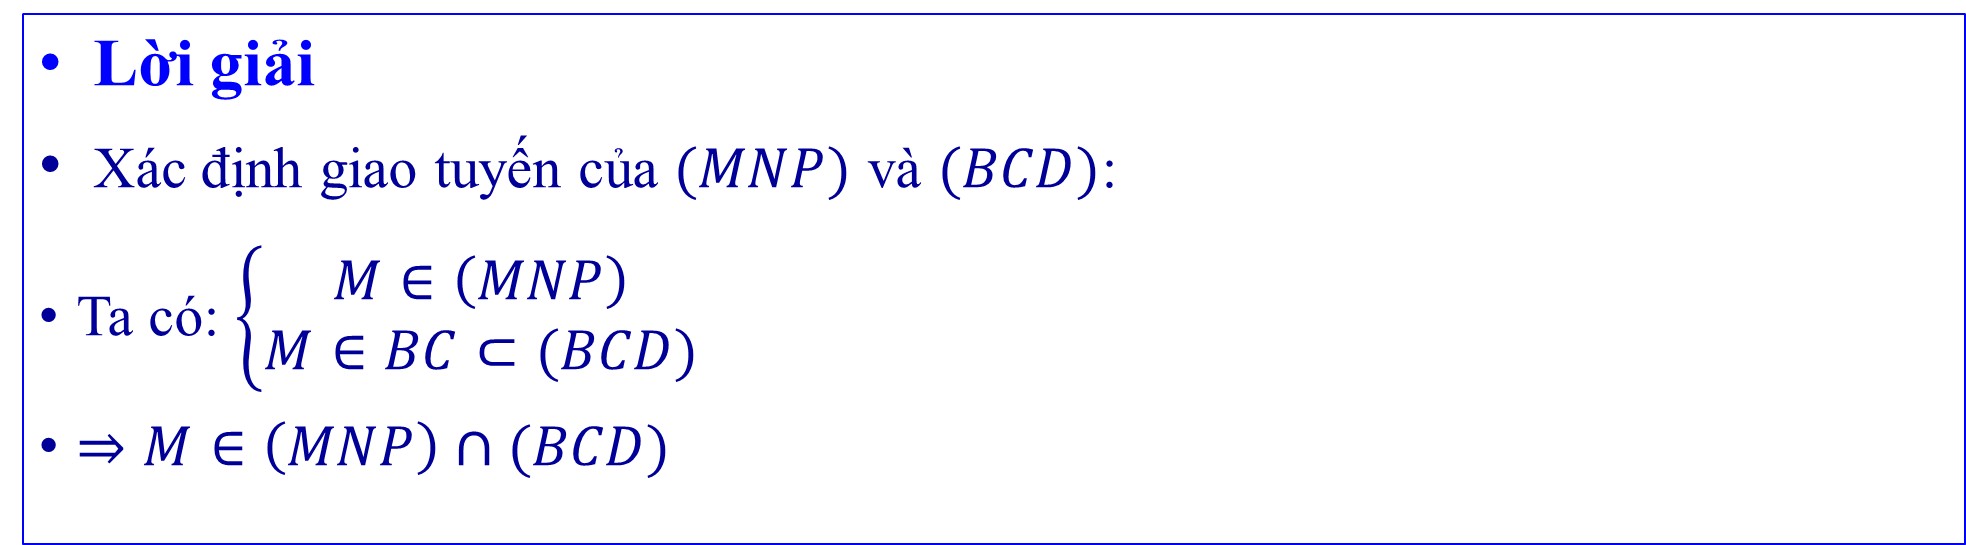 • Lời giải
• Xác định giao tuyến của (MNP) và (BCD):
• Ta có: { M ∈ (MNP)
M ∈ BC ⊂ (BCD)
• ⇒ M ∈ (MNP) ∩ (BCD)